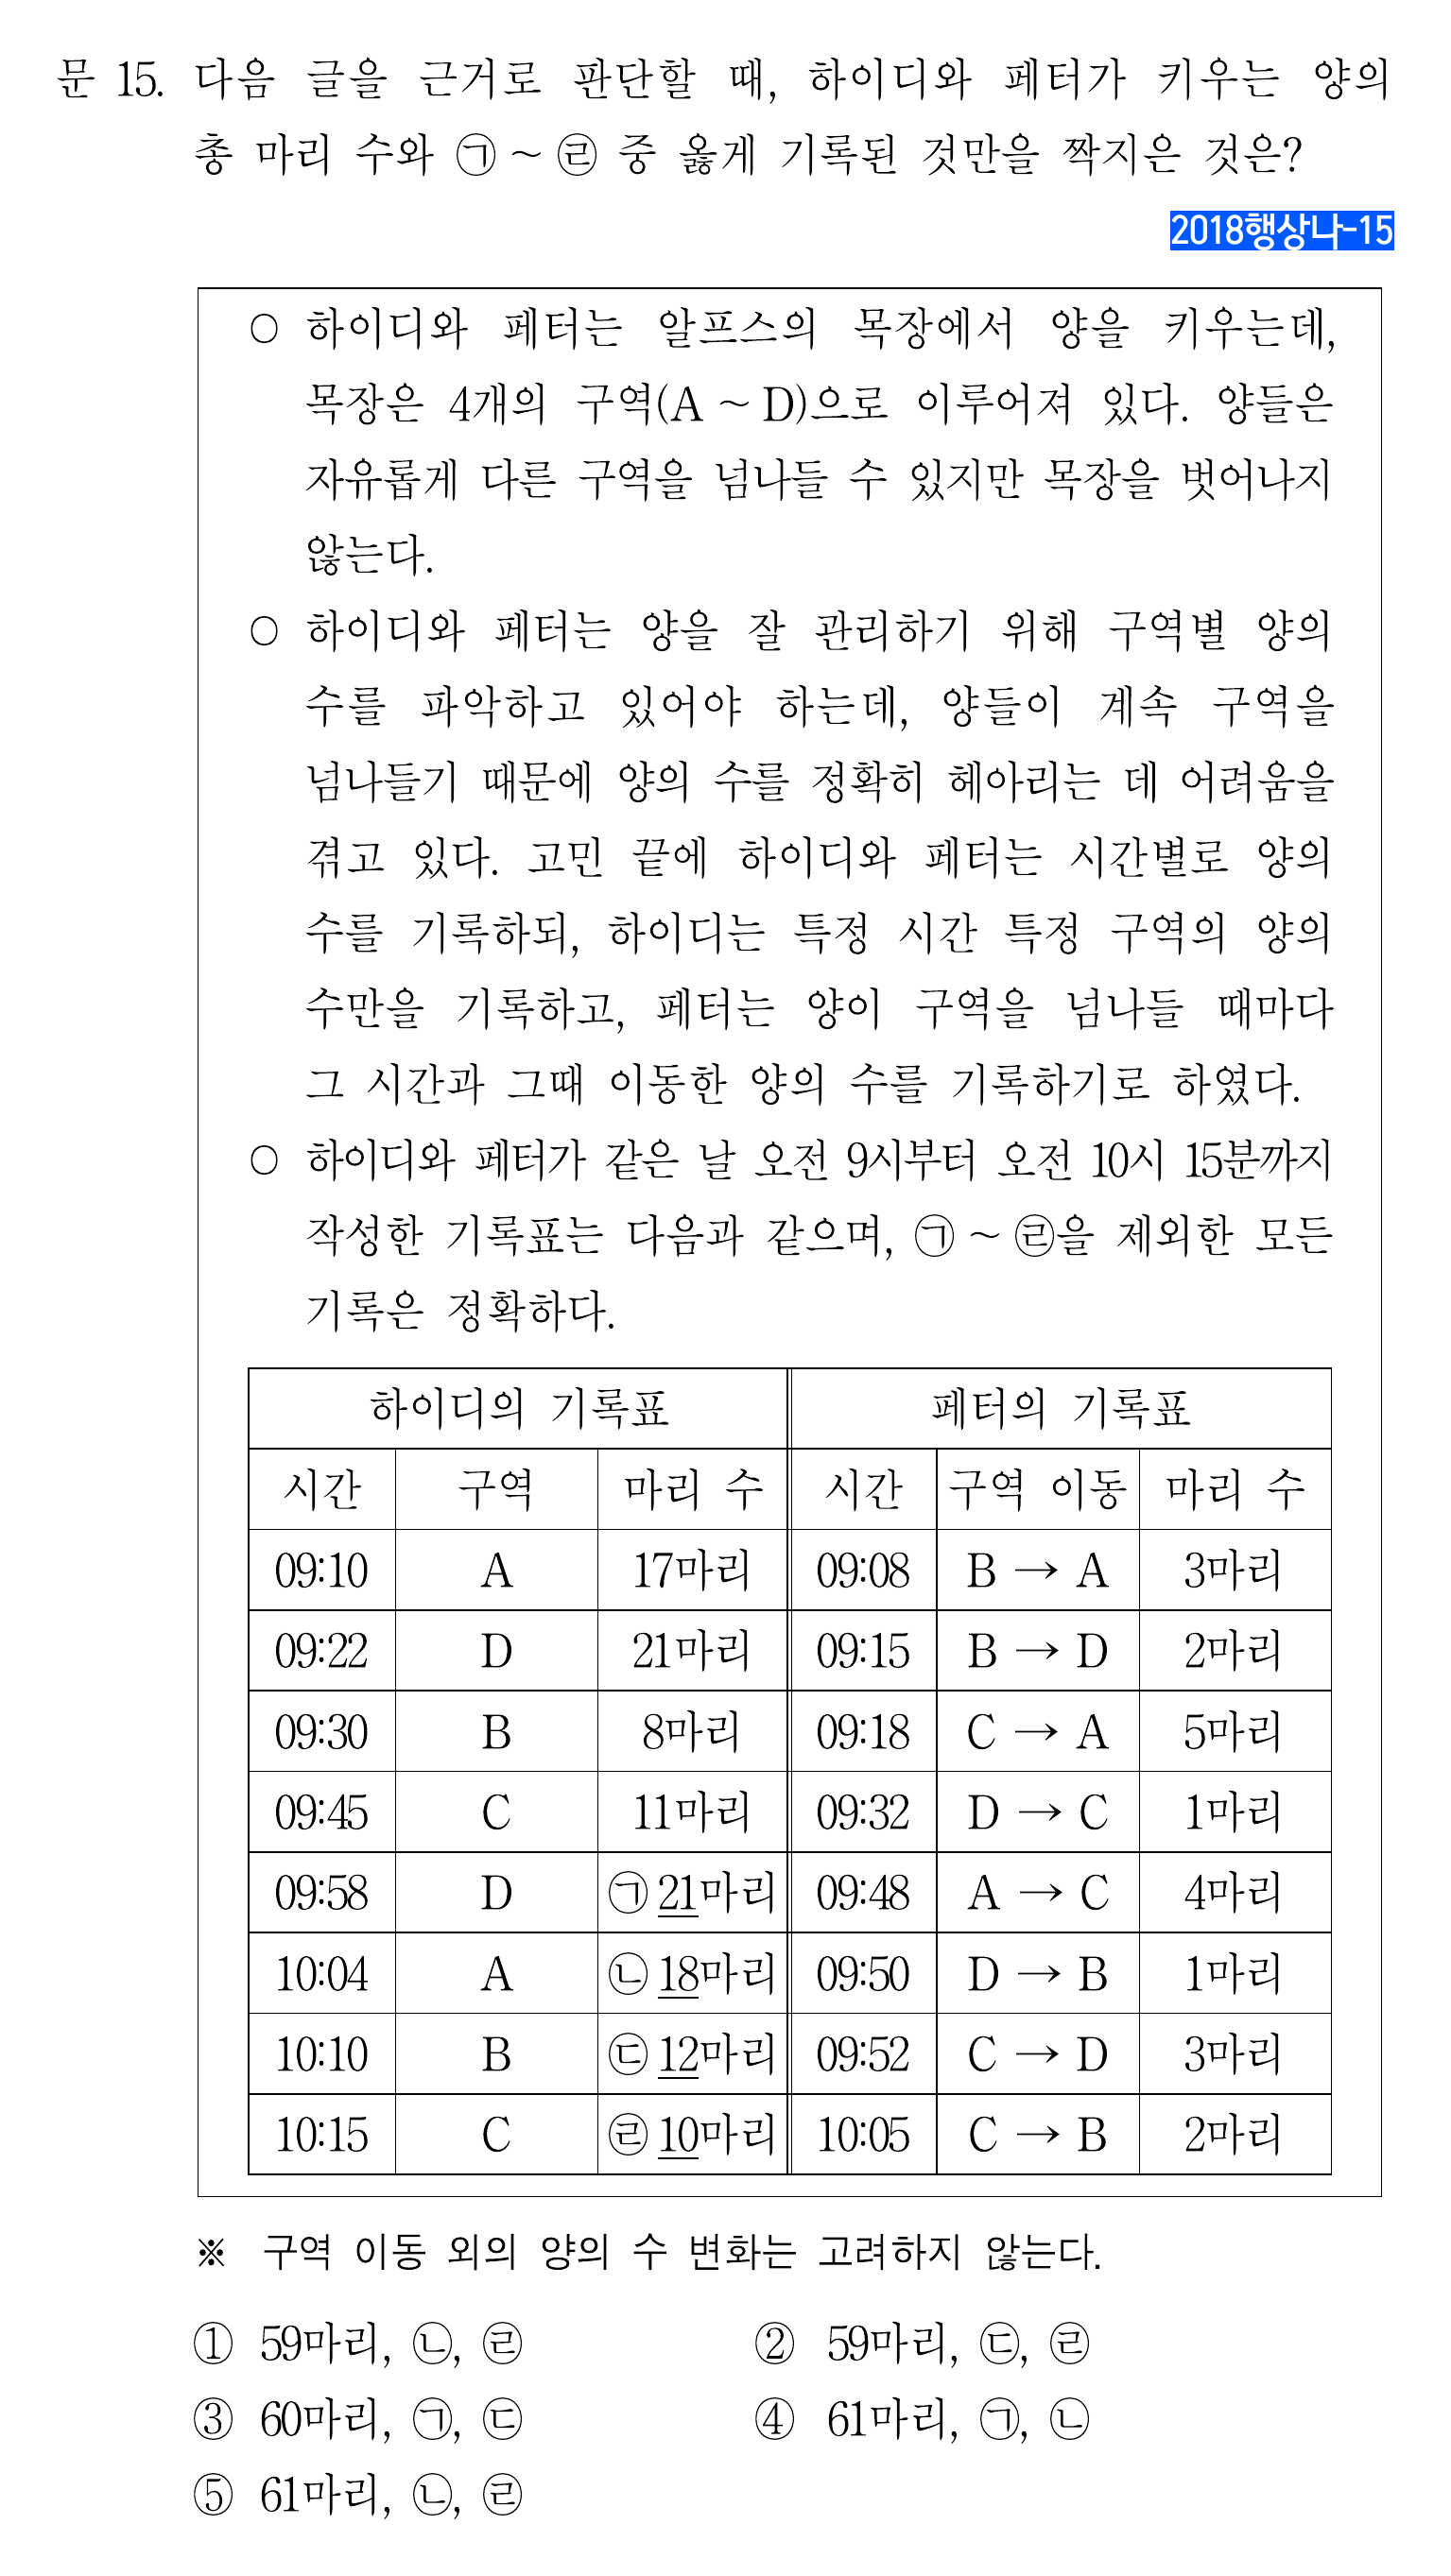 문 15. 다음 글을 근거로 판단할 때, 하이디와 페터가 키우는 양의
총 마리 수와 ㉠ ~ ㉣ 중 옳게 기록된 것만을 짝지은 것은?
2018행상나-15
○ 하이디와 페터는 알프스의 목장에서 양을 키우는데,
목장은 4개의 구역(A ~ D)으로 이루어져 있다. 양들은
자유롭게 다른 구역을 넘나들 수 있지만 목장을 벗어나지
않는다.
○ 하이디와 페터는 양을 잘 관리하기 위해 구역별 양의
수를 파악하고 있어야 하는데, 양들이 계속 구역을
넘나들기 때문에 양의 수를 정확히 헤아리는 데 어려움을
겪고 있다. 고민 끝에 하이디와 페터는 시간별로 양의
수를 기록하되, 하이디는 특정 시간 특정 구역의 양의
수만을 기록하고, 페터는 양이 구역을 넘나들 때마다
그 시간과 그때 이동한 양의 수를 기록하기로 하였다.
○ 하이디와 페터가 같은 날 오전 9시부터 오전 10시 15분까지
작성한 기록표는 다음과 같으며, ㉠ ~ ㉣을 제외한 모든
기록은 정확하다.
하이디의 기록표 페터의 기록표
시간 구역 마리 수 시간 구역 이동 마리 수
09:10 A 17마리 09:08 B → A 3마리
09:22 D 21마리 09:15 B → D 2마리
09:30 B 8마리 09:18 C → A 5마리
09:45 C 11마리 09:32 D → C 1마리
09:58 D ㉠ 21마리 09:48 A → C 4마리
10:04 A ㉡ 18마리 09:50 D → B 1마리
10:10 B ㉢ 12마리 09:52 C → D 3마리
10:15 C ㉣ 10마리 10:05 C → B 2마리
※ 구역 이동 외의 양의 수 변화는 고려하지 않는다.
① 59마리, ㉡, ㉣ ② 59마리, ㉢, ㉣
③ 60마리, ㉠, ㉢ ④ 61마리, ㉠, ㉡
⑤ 61마리, ㉡, ㉣